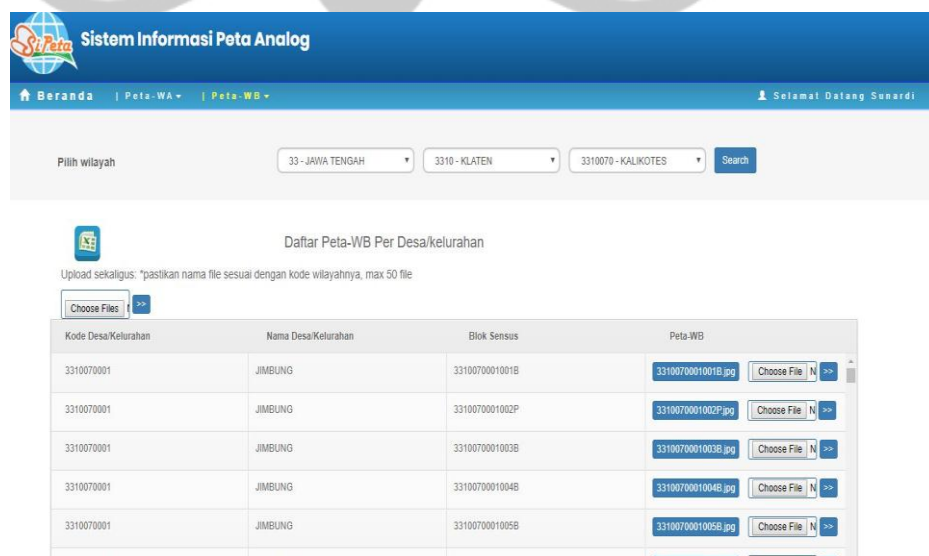 SiPeta Sistem Informasi Peta Analog
Beranda | Peta-WA | Peta-WB Selamat Datang Sunardi
Pilih wilayah 33 - JAWA TENGAH 3310 - KLATEN 3310070 - KALIKOTES Search
Daftar Peta-WB Per Desa/kelurahan
Upload sekaligus: *pastikan nama file sesuai dengan kode wilayahnya, max 50 file
Choose Files >>
Kode Desa/Kelurahan Nama Desa/Kelurahan Blok Sensus Peta-WB
3310070001 JIMBUNG 3310070001001B 3310070001001B.jpg Choose File N >>
3310070001 JIMBUNG 3310070001002P 3310070001002P.jpg Choose File N >>
3310070001 JIMBUNG 3310070001003B 3310070001003B.jpg Choose File N >>
3310070001 JIMBUNG 3310070001004B 3310070001004B.jpg Choose File N >>
3310070001 JIMBUNG 3310070001005B 3310070001005B.jpg Choose File N >>